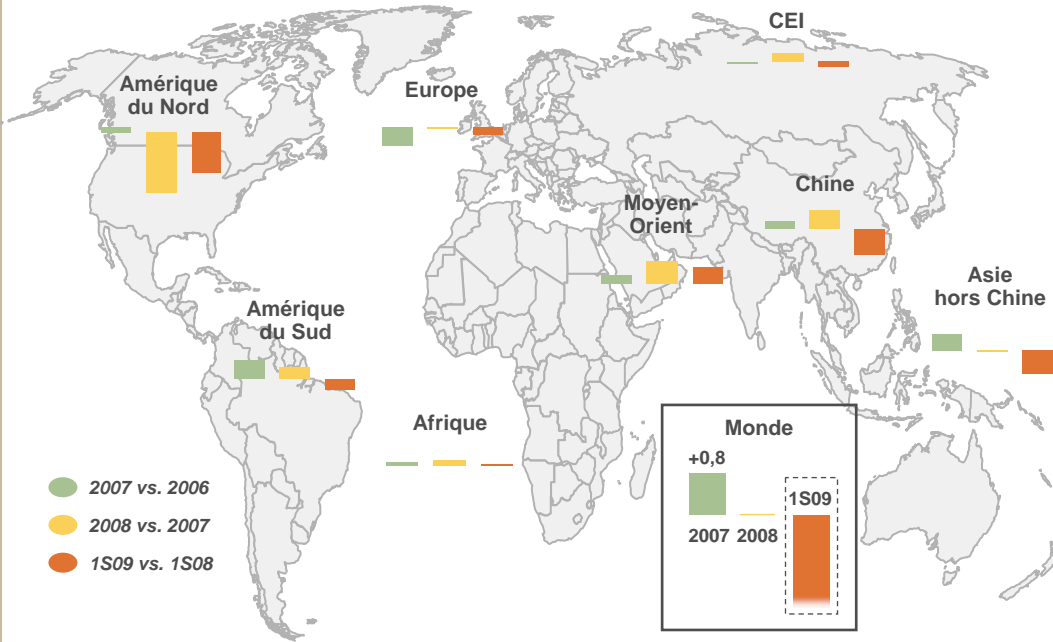 CEI
Amérique
du Nord
Europe
Chine
Moyen-
Orient
Asie
hors Chine
Amérique
du Sud
Afrique
Monde
+0,8
1S09
2007 2008
2007 vs. 2006
2008 vs. 2007
1S09 vs. 1S08